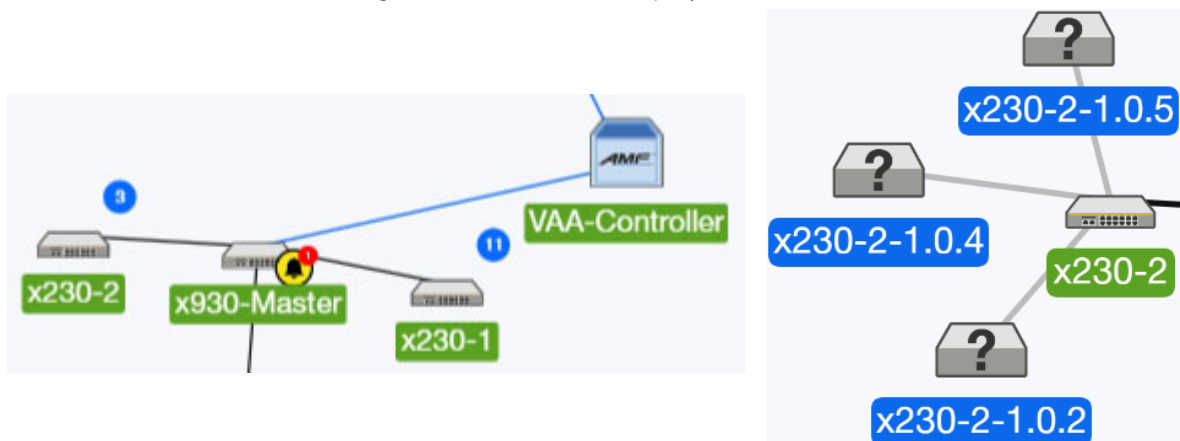 3
AMF
VAA-Controller
11
x230-2
1
x930-Master
x230-1
?
x230-2-1.0.5
?
x230-2-1.0.4
x230-2
?
x230-2-1.0.2